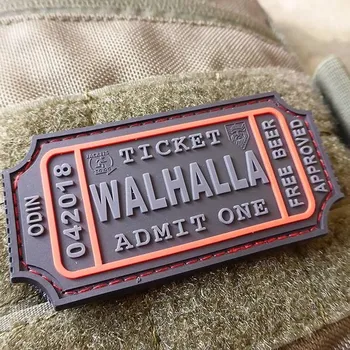 ODIN
042018
TICKET
WALHALLA
ADMIT ONE
FREE BEER
APPROVED